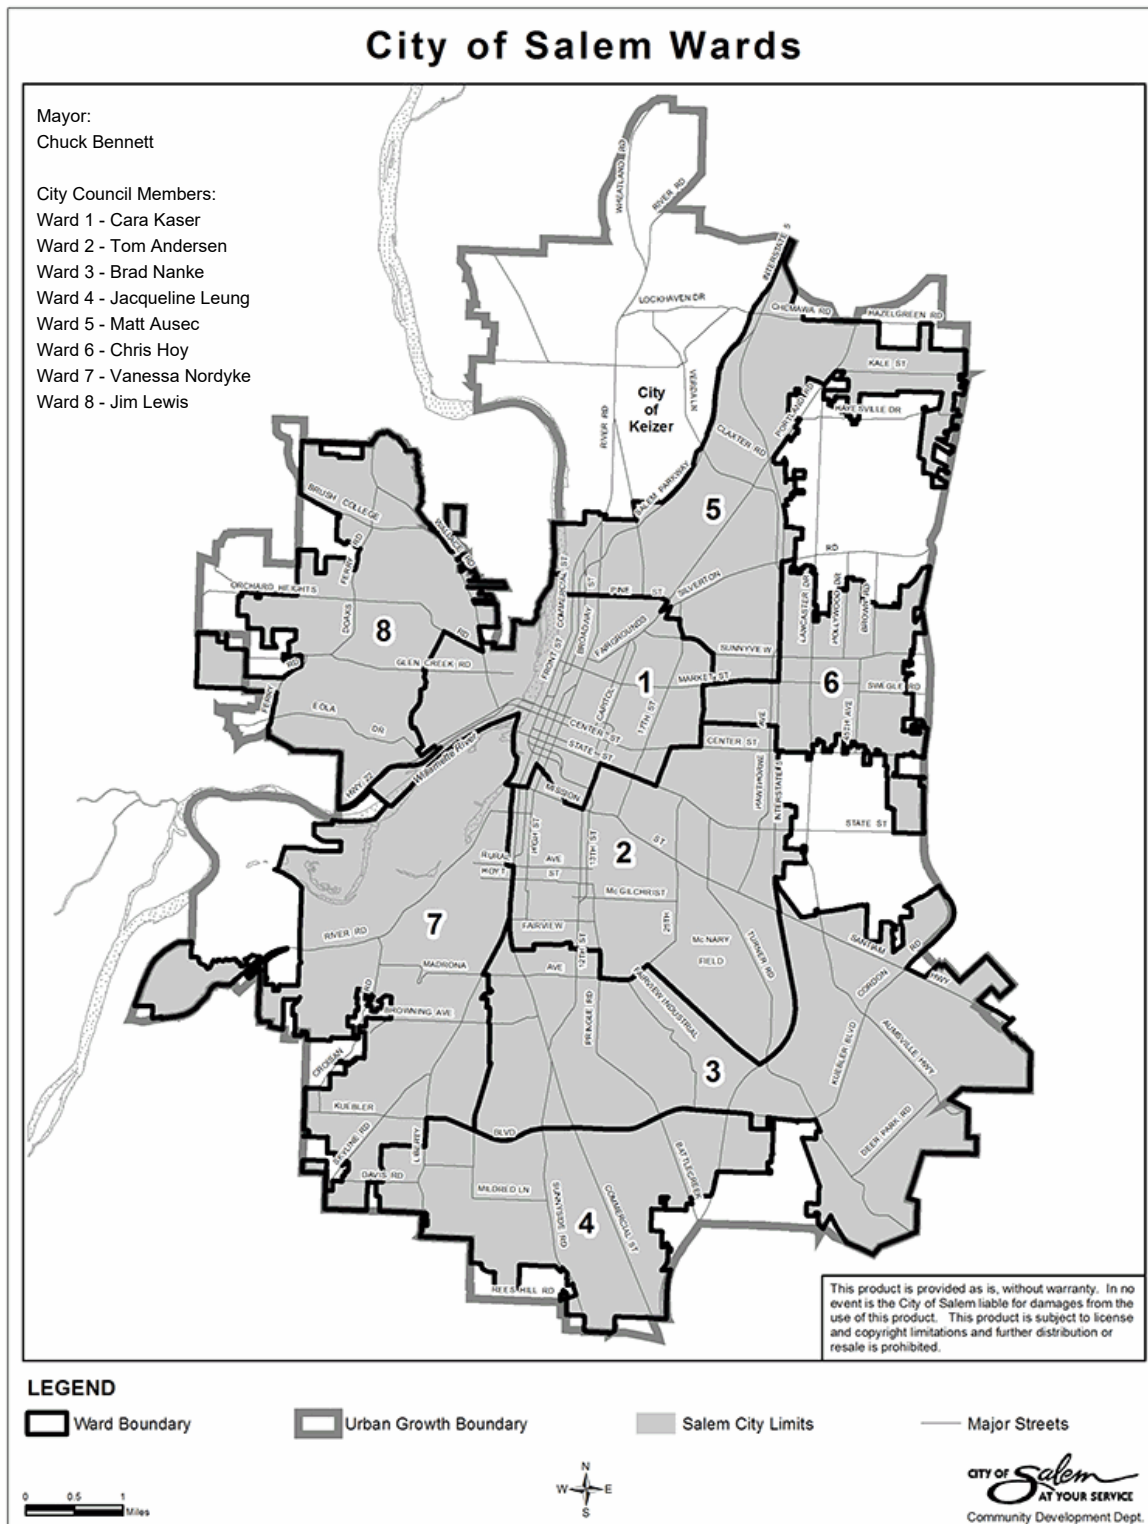 City of Salem Wards
Mayor:
Chuck Bennett
City Council Members:
Ward 1 - Cara Kaser
Ward 2 - Tom Andersen
Ward 3 - Brad Nanke
Ward 4 - Jacqueline Leung
Ward 5 - Matt Ausec
Ward 6 - Chris Hoy
Ward 7 - Vanessa Nordyke
Ward 8 - Jim Lewis
WHEATLAND RD
RIVER RD
INTERSTATE 5
LOCKHAVEN DR
CHEMAWA RD
HAZELGREEN RD
KALE ST
VERDA LN
PORTLAND RD
HAYESVILLE DR
City
of
Keizer
RIVER RD
CLAXTER RD
SALEM PARKWAY
5
BRUSH COLLEGE
RD
WALLACE RD
DOAKS
FERRY
RD
ORCHARD HEIGHTS
RD
COMMERCIAL ST
BROADWAY
ST
PINE ST
SILVERTON
RD
LANCASTER DR
HOLLYWOOD DR
BROWN RD
8
FAIRGROUNDS
FRONT ST
SUNNYVIEW
GLEN CREEK RD
1
MARKET ST
6
SWEGLE RD
FERRY
RD
CAPITOL
17TH ST
45TH AVE
EOLA
DR
CENTER ST
STATE ST
CENTER ST
HAWTHORNE
AVE
INTERSTATE 5
HWY 22
Willamette River
MISSION
ST
STATE ST
HIGH ST
13TH ST
2
RURAL
AVE
HOYT
ST
McGILCHRIST
25TH
7
FAIRVIEW
12TH ST
McNARY
FIELD
TURNER RD
RIVER RD
SANTIAM
HWY
CORDON
RD
MADRONA
AVE
FAIRVIEW INDUSTRIAL
RD
PRINGLE RD
BROWNING AVE
CROISAN
KUEBLER BLVD
AUMSVILLE HWY
3
KUEBLER
BLVD
SKYLINE RD
LIBERTY
DEER PARK RD
DAVIS RD
BATTLECREEK
MILDRED LN
SUNNYSIDE RD
COMMERCIAL ST
4
REES HILL RD
This product is provided as is, without warranty. In no
event is the City of Salem liable for damages from the
use of this product. This product is subject to license
and copyright limitations and further distribution or
resale is prohibited.
LEGEND
Ward Boundary
Urban Growth Boundary
Salem City Limits
Major Streets
0 0.5 1
Miles
N
W E
S
CITY OF Salem
AT YOUR SERVICE
Community Development Dept.